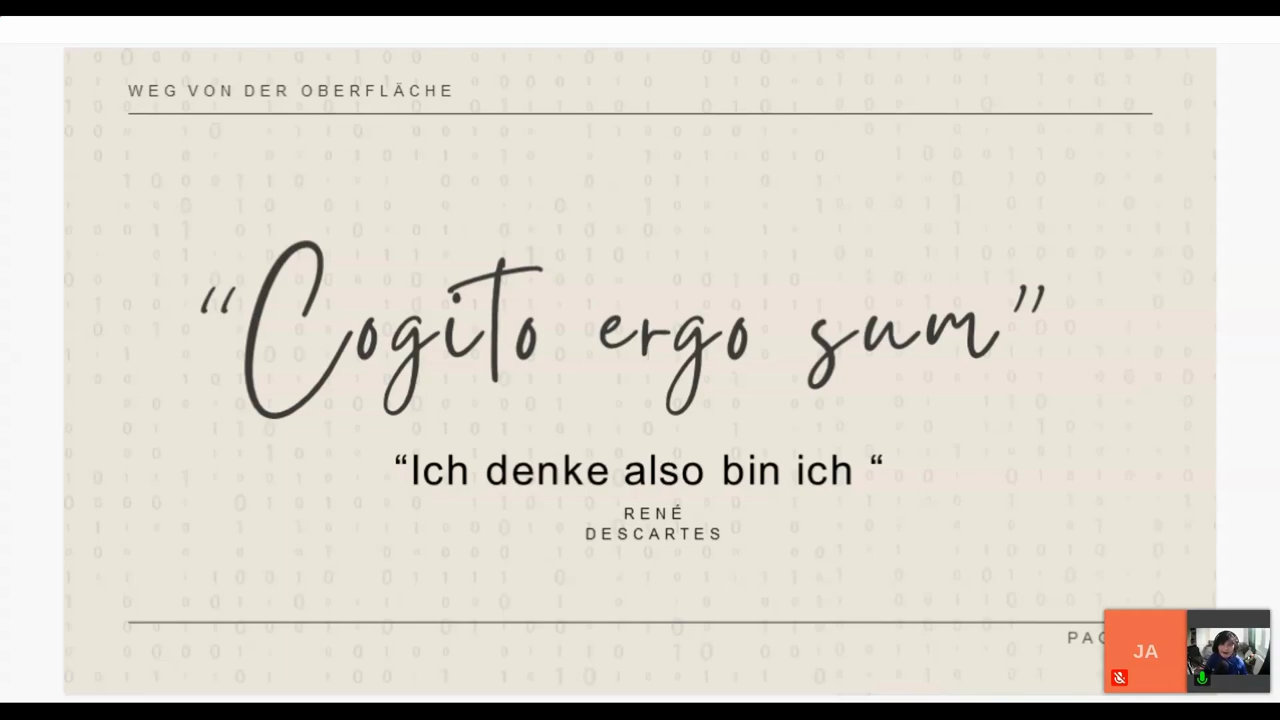 WEG VON DER OBERFLÄCHE
“Cogito ergo sum”
“Ich denke also bin ich “
RENÉ
DESCARTES
JA